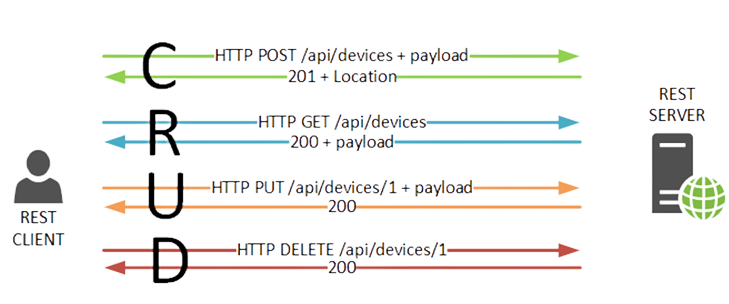 C
HTTP POST /api/devices + payload
201 + Location
R
HTTP GET /api/devices
200 + payload
U
HTTP PUT /api/devices/1 + payload
200
D
HTTP DELETE /api/devices/1
200
REST
CLIENT
REST
SERVER